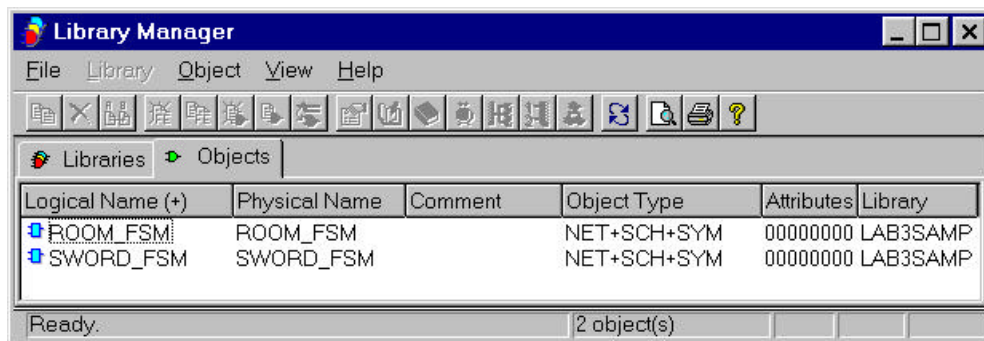 Library Manager
File Library Object View Help
Libraries Objects
Logical Name (+) Physical Name Comment Object Type Attributes Library
ROOM_FSM ROOM_FSM NET+SCH+SYM 00000000 LAB3SAMP
SWORD_FSM SWORD_FSM NET+SCH+SYM 00000000 LAB3SAMP
Ready. 2 object(s)